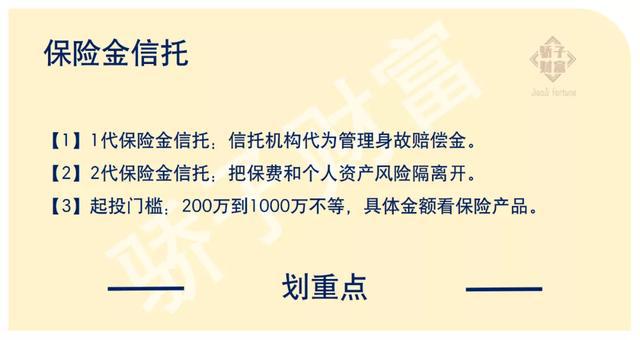 保险金信托
骄子财富
Jiaozi fortune
【1】1代保险金信托：信托机构代为管理身故赔偿金。
【2】2代保险金信托：把保费和个人资产风险隔离开。
【3】起投门槛：200万到1000万不等，具体金额看保险产品。
骄子财富
划重点